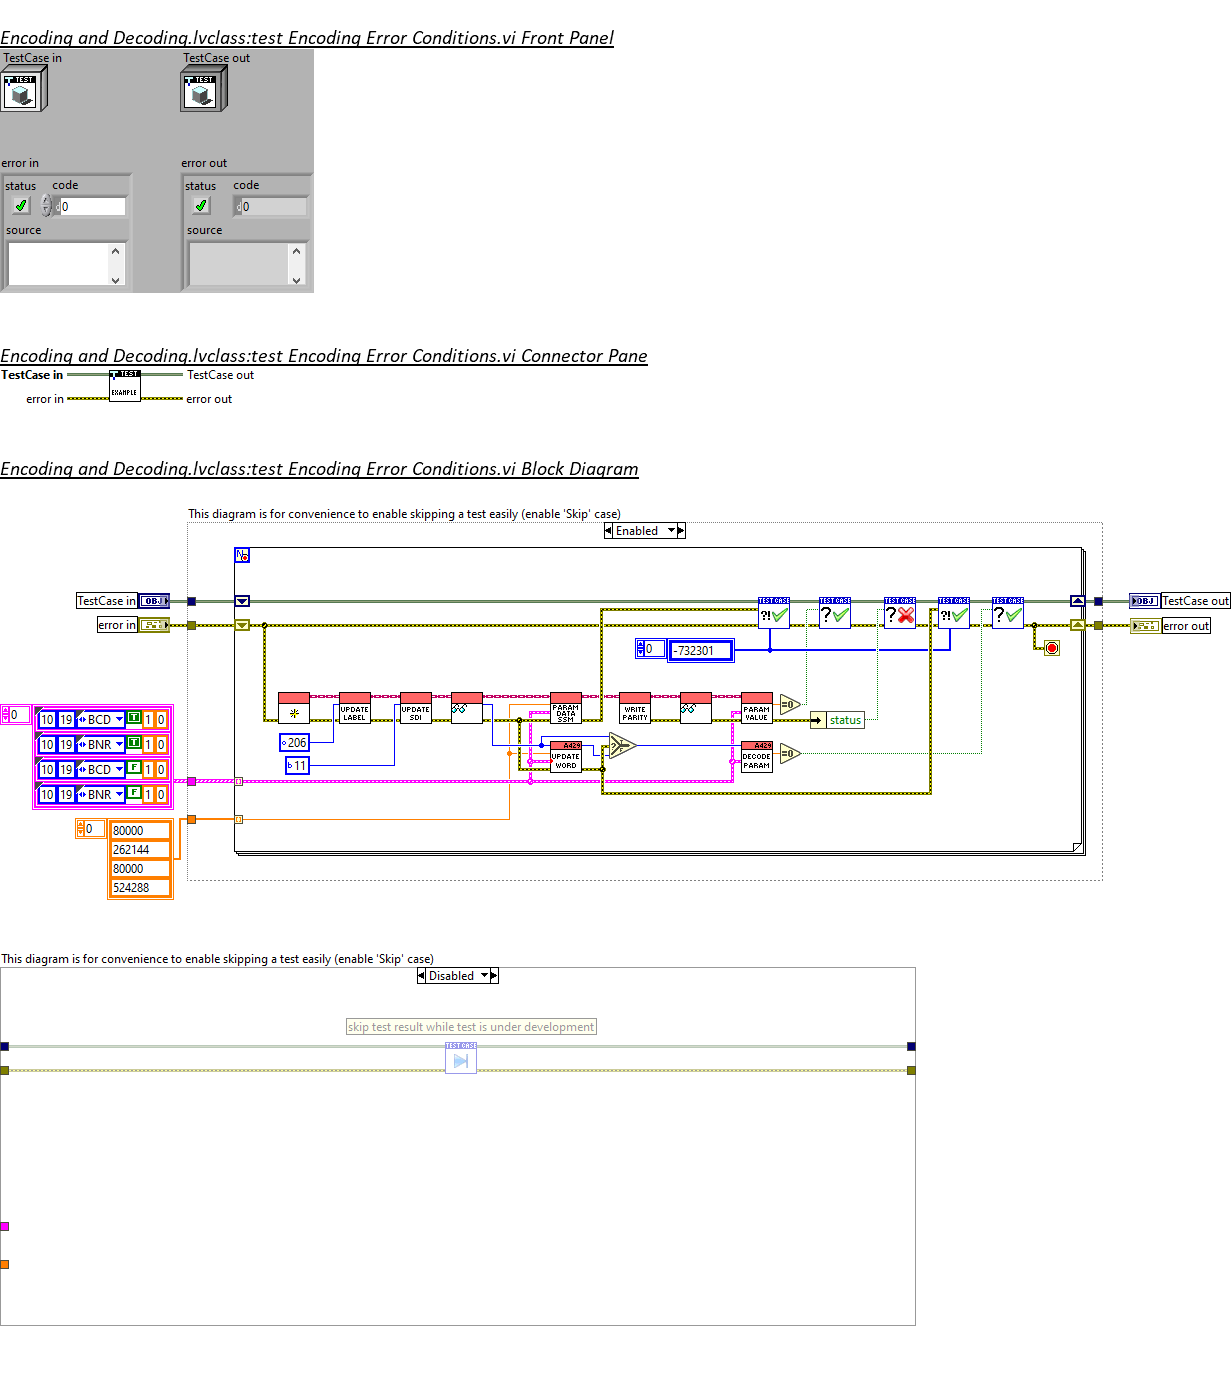 Encoding and Decoding.lvclass:test Encoding Error Conditions.vi Front Panel
TestCase in
TestCase out
TEST
TEST
error in
error out
status code
status code
0
0
source
source
Encoding and Decoding.lvclass:test Encoding Error Conditions.vi Connector Pane
TestCase in
TEST
TestCase out
error in
EXAMPLE
error out
Encoding and Decoding.lvclass:test Encoding Error Conditions.vi Block Diagram
This diagram is for convenience to enable skipping a test easily (enable 'Skip' case)
Enabled
N
TestCase in OBJ
TEST CASE
TEST CASE
TEST CASE
TEST CASE
TEST CASE
OBJ TestCase out
?!
?
?
?!
?
error in
error out
0 -732301
UPDATE LABEL
UPDATE SDI
PARAM DATA SSM
WRITE PARITY
PARAM VALUE
=0
status
0
10 19 BCD T 1 0
10 19 BNR T 1 0
10 19 BCD F 1 0
10 19 BNR F 1 0
o 206
b 11
A429
UPDATE WORD
? T F
A429
DECODE PARAM
=0
0
80000
262144
80000
524288
This diagram is for convenience to enable skipping a test easily (enable 'Skip' case)
Disabled
skip test result while test is under development
TEST CASE